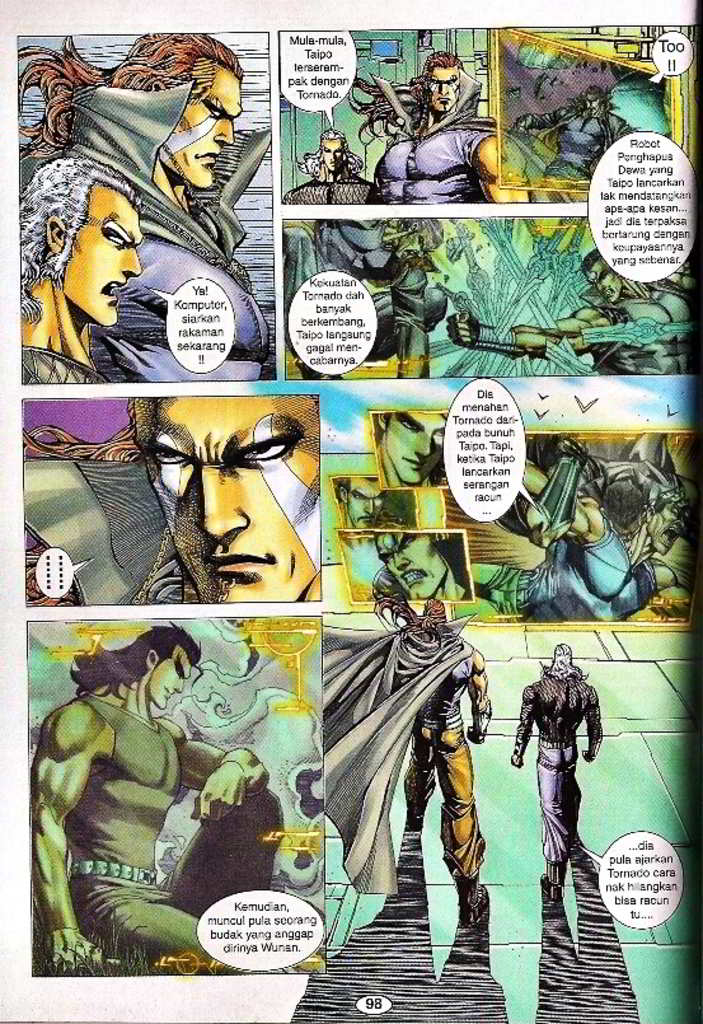 Ya!
Komputer,
siarkan
rakaman
sekarang
!!
Mula-mula,
Taipo
terseram-
pak dengan
Tornado.
Too
!!
Robot
Penghapus
Dewa yang
Taipo lancarkan
tak mendatangkan
apa-apa kesan...
jadi dia terpaksa
bertarung dengan
keupayaannya
yang sebenar.
Kekuatan
Tornado dah
banyak
berkembang,
Taipo langsung
gagal men-
cabarnya.
Dia
menahan
Tornado dari-
pada bunuh
Taipo. Tapi,
ketika Taipo
lancarkan
serangan
racun
...
Kemudian,
muncul pula seorang
budak yang anggap
dirinya Wunan.
...dia
pula ajarkan
Tornado cara
nak hilangkan
bisa racun
tu....
98